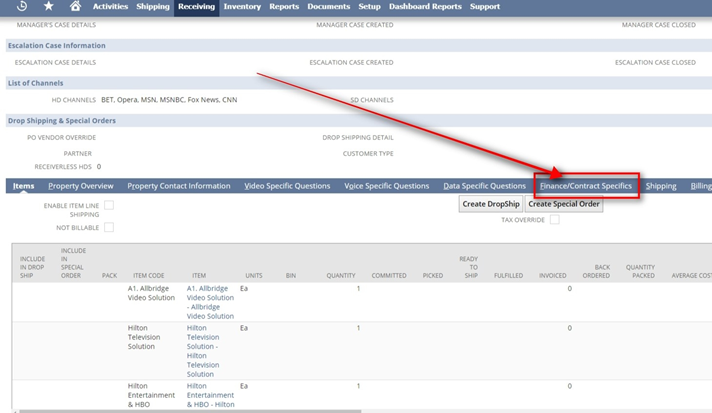 Activities Shipping Receiving Inventory Reports Documents Setup Dashboard Reports Support
MANAGER'S CASE DETAILS MANAGER CASE CREATED MANAGER CASE CLOSED
Escalation Case Information
ESCALATION CASE DETAILS ESCALATION CASE CREATED ESCALATION CASE CLOSED
List of Channels
HD CHANNELS BET, Opera, MSN, MSNBC, Fox News, CNN SD CHANNELS
Drop Shipping & Special Orders
PO VENDOR OVERRIDE DROP SHIPPING DETAIL
PARTNER CUSTOMER TYPE
RECEIVERLESS HDS 0
Items Property Overview Property Contact Information Video Specific Questions Voice Specific Questions Data Specific Questions Finance/Contract Specifics Shipping Billing
ENABLE ITEM LINE Create DropShip Create Special Order
SHIPPING TAX OVERRIDE
NOT BILLABLE
INCLUDE
INCLUDE IN READY
IN DROP SPECIAL TO BACK QUANTITY
SHIP ORDER PACK ITEM CODE ITEM UNITS BIN QUANTITY COMMITTED PICKED SHIP FULFILLED INVOICED ORDERED PACKED AVERAGE COST
A1. Allbridge A1. Allbridge Ea 1 0
Video Solution Video Solution
- Allbridge
Video Solution
Hilton Hilton Ea 1 0
Television Television
Solution Solution -
Hilton
Television
Solution
Hilton Hilton Ea 1 0
Entertainment Entertainment
& HBO & HBO - Hilton